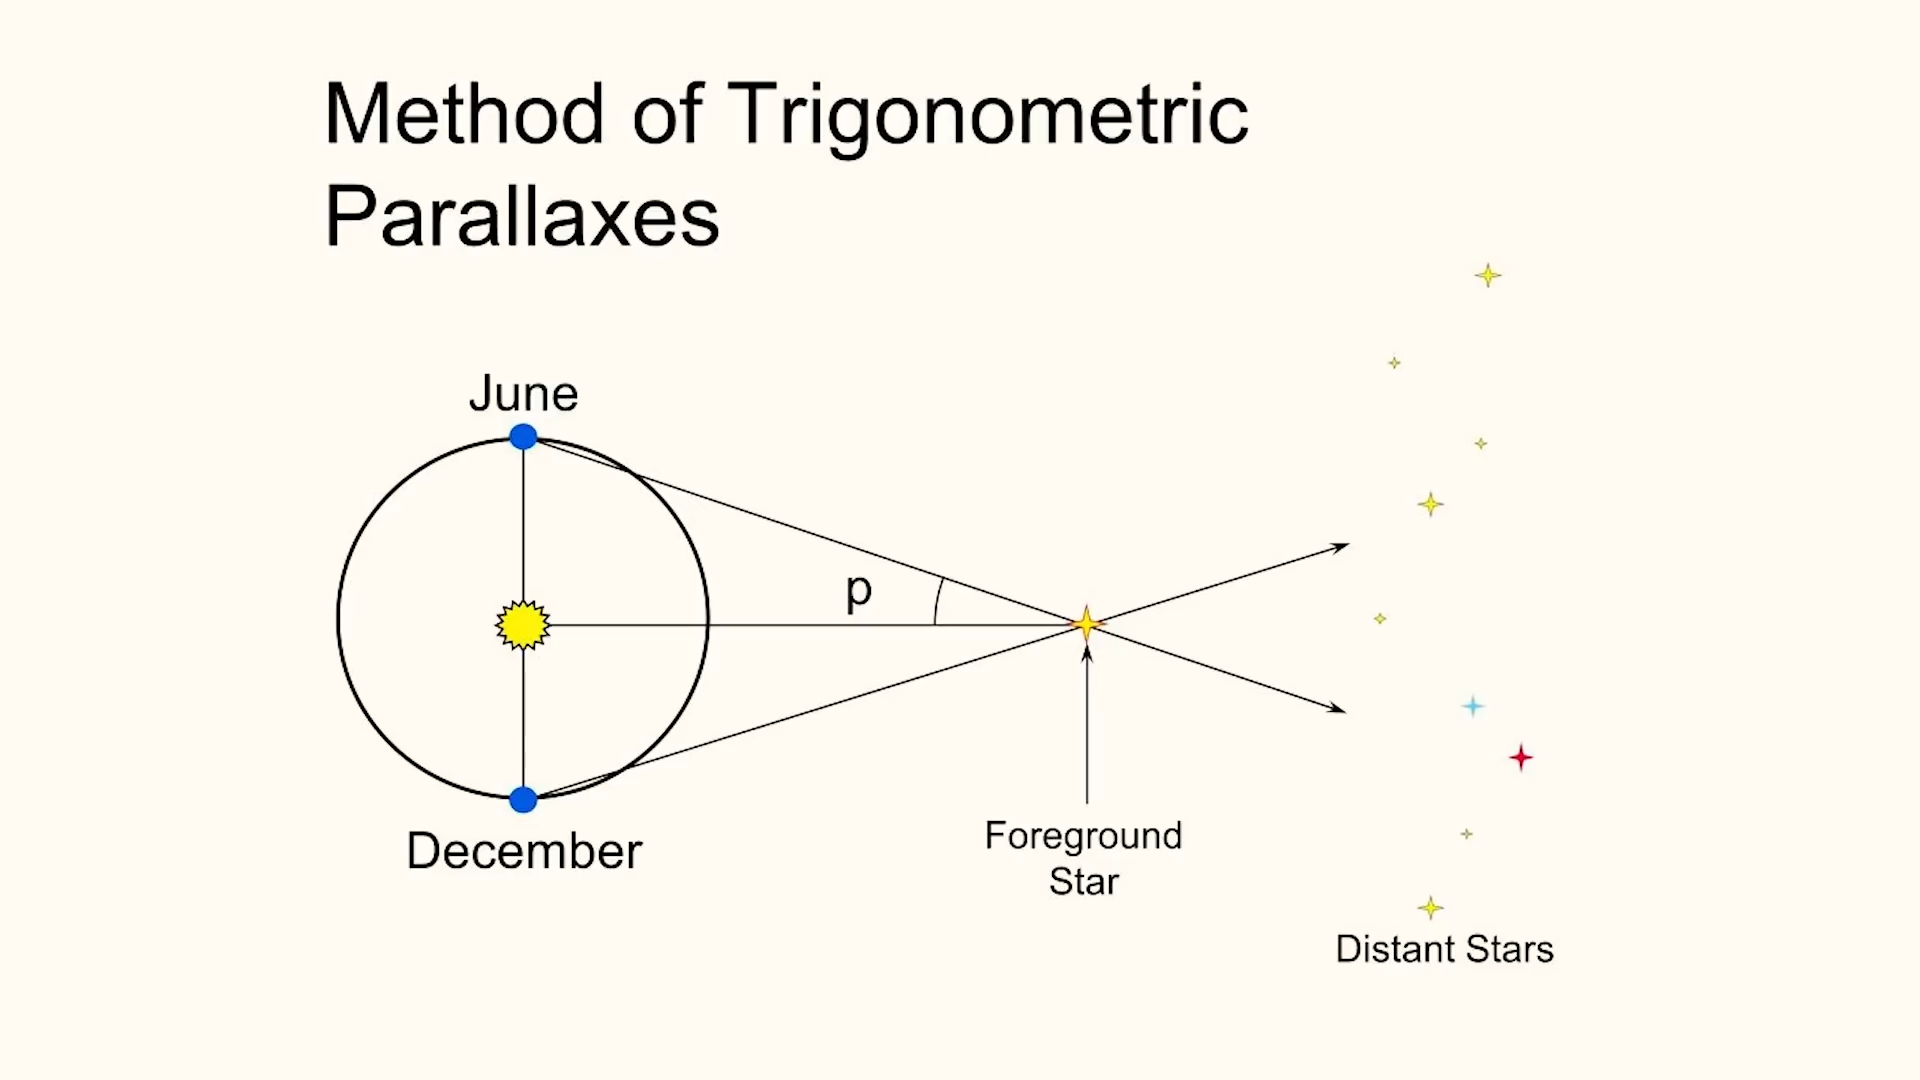 Method of Trigonometric
Parallaxes
June
p
December
Foreground
Star
Distant Stars